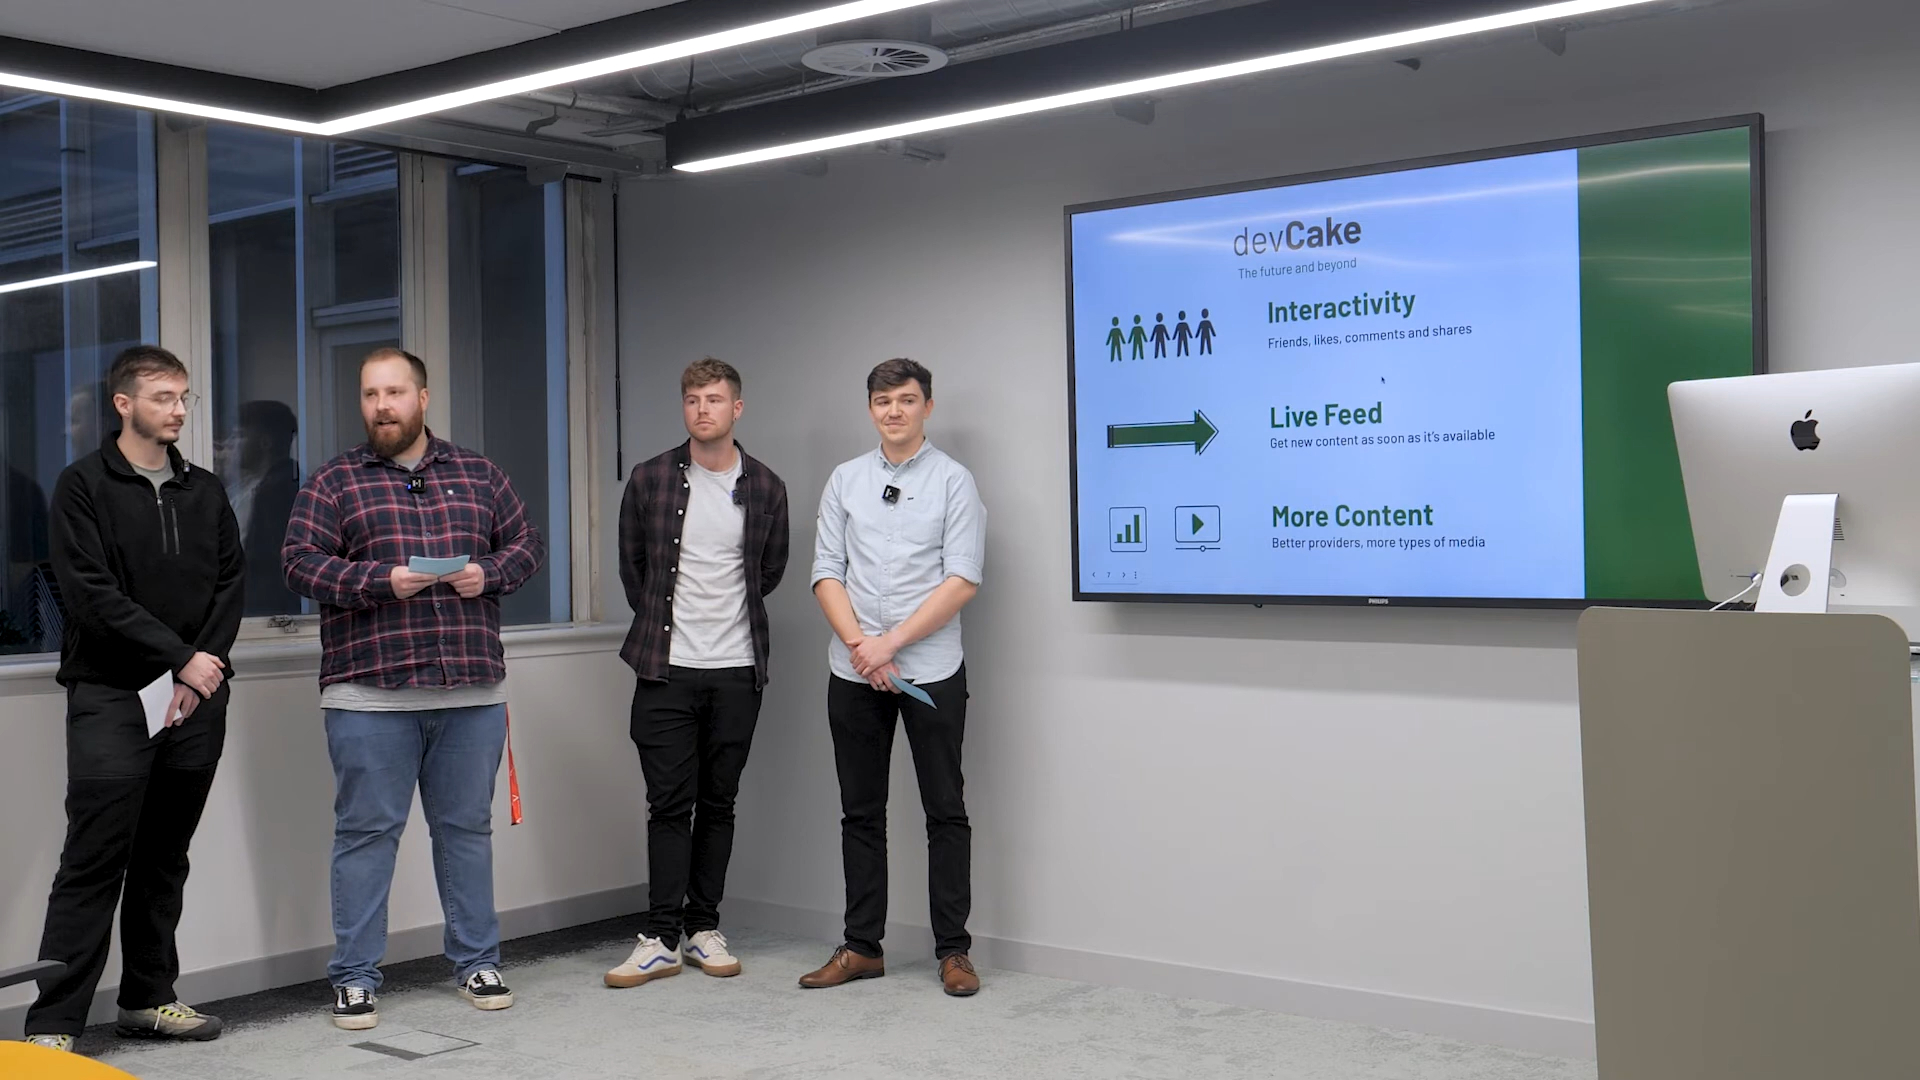 devCake
The future and beyond
Interactivity
Friends, likes, comments and shares
Live Feed
Get new content as soon as it's available
More Content
Better providers, more types of media
7
PHILIPS